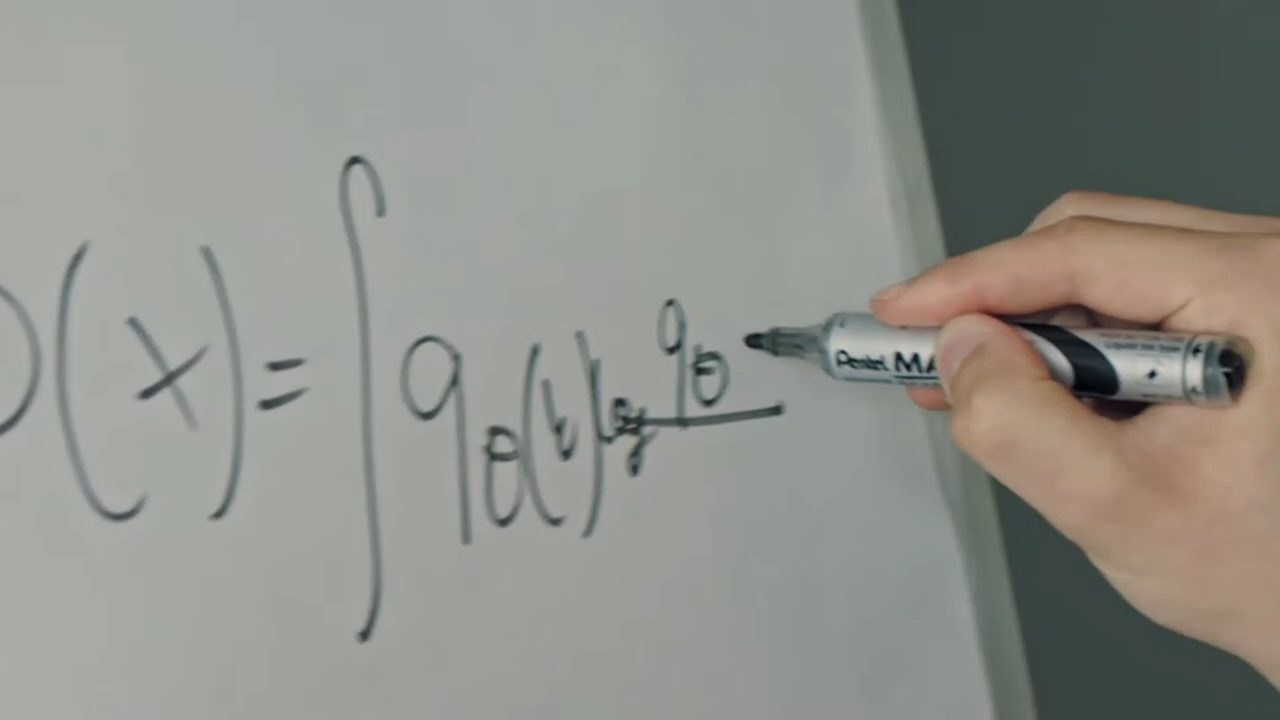 )(x)=∫qθ(t)log qθ
Pentel MA